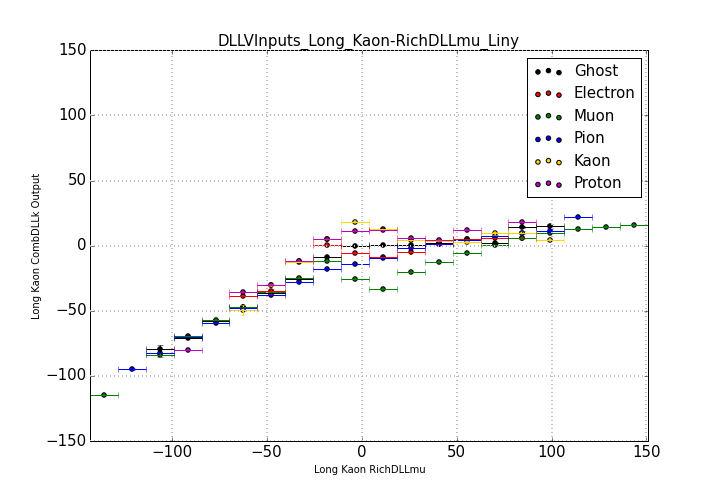 DLLVInputs_Long_Kaon-RichDLLmu_Liny
150
100
50
0
−50
−100
−150
Long Kaon CombDLLk Output
Ghost
Electron
Muon
Pion
Kaon
Proton
−100 −50 0 50 100 150
Long Kaon RichDLLmu